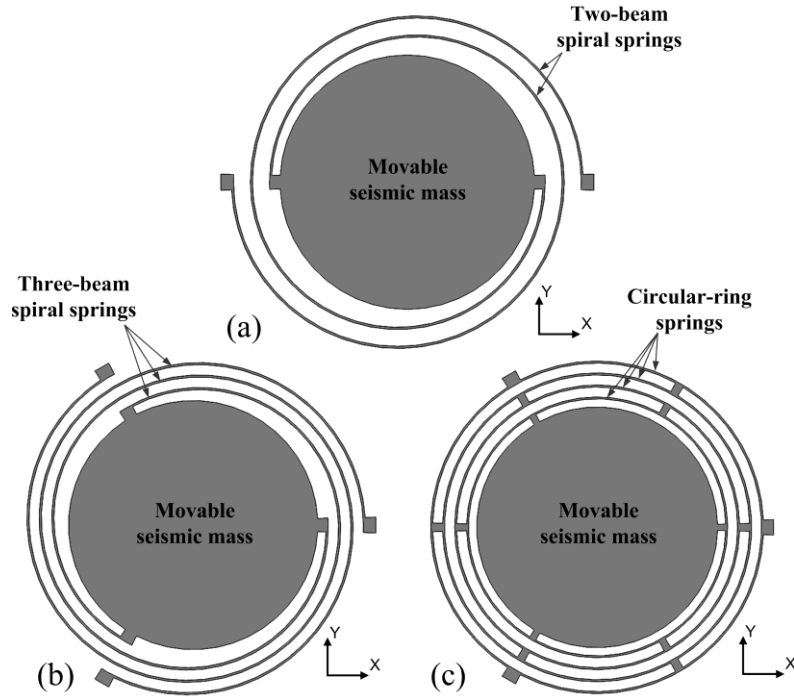 Two-beam
spiral springs
Movable
seismic mass
Y
X
(a)
Three-beam
spiral springs
Movable
seismic mass
Y
X
(b)
Circular-ring
springs
Movable
seismic mass
Y
X
(c)